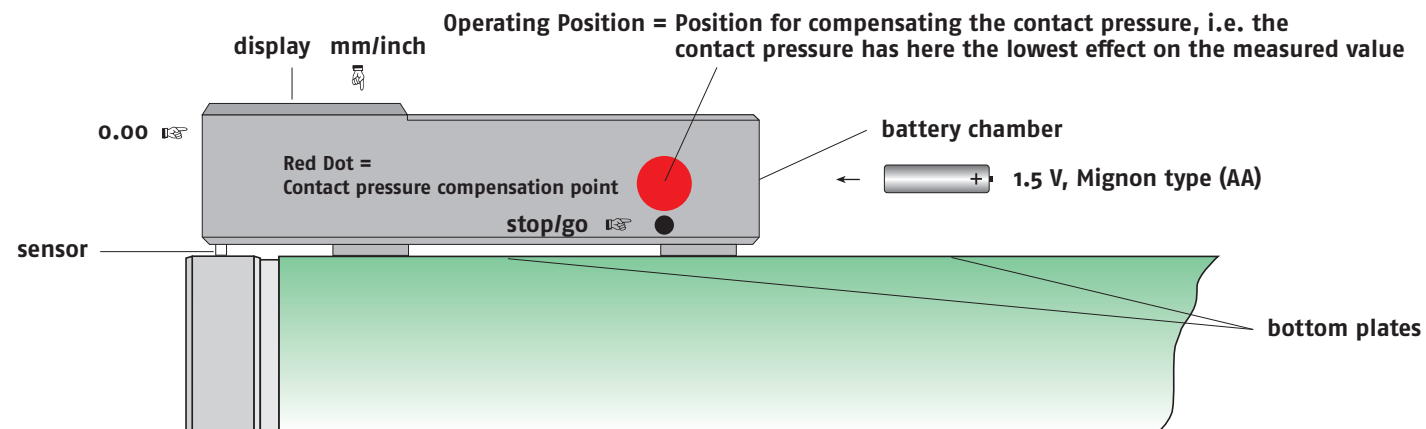 Operating Position = Position for compensating the contact pressure, i.e. the
contact pressure has here the lowest effect on the measured value
display mm/inch
0.00
battery chamber
Red Dot =
Contact pressure compensation point
+
1.5 V, Mignon type (AA)
stop/go
sensor
bottom plates